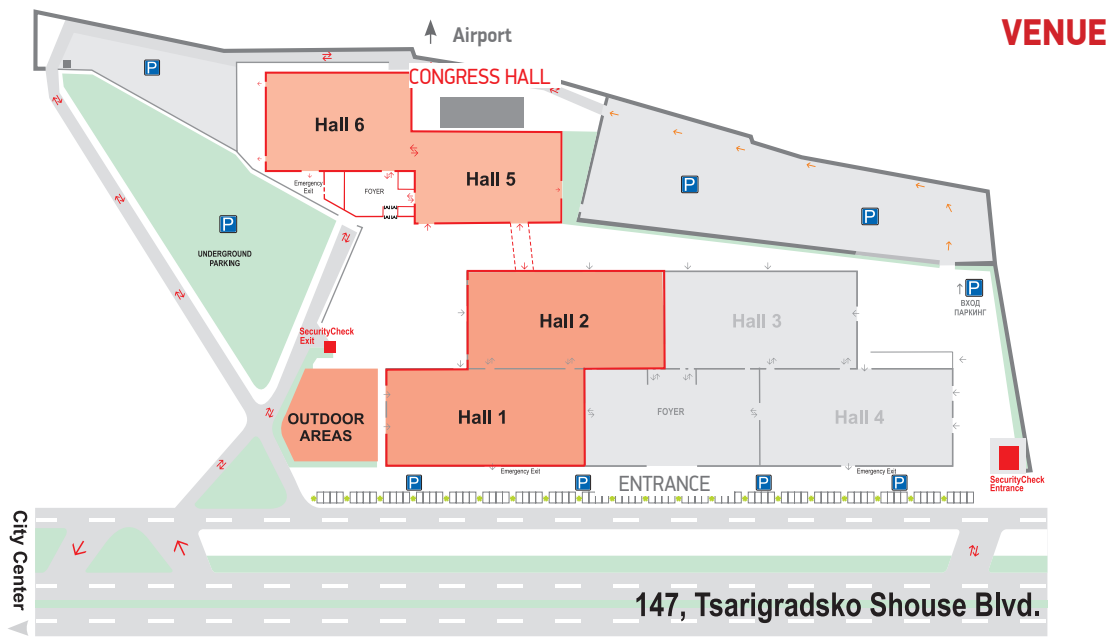 VENUE
Airport
CONGRESS HALL
P
Hall 6
Hall 5
Emergency
Exit
FOYER
P
P
P
UNDERGROUND
PARKING
P
ВХОД
ПАРКИНГ
Hall 2
Hall 3
SecurityCheck
Exit
OUTDOOR
AREAS
Hall 1
FOYER
Hall 4
Emergency Exit
Emergency Exit
P
P
ENTRANCE
P
P
SecurityCheck
Entrance
City Center
147, Tsarigradsko Shouse Blvd.